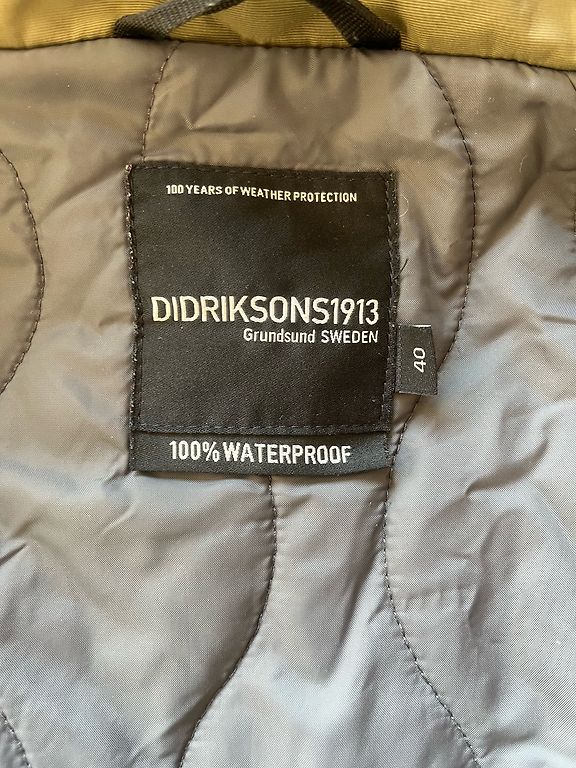 100 YEARS OF WEATHER PROTECTION
DIDRIKSONS1913
Grundsund SWEDEN
40
100% WATERPROOF